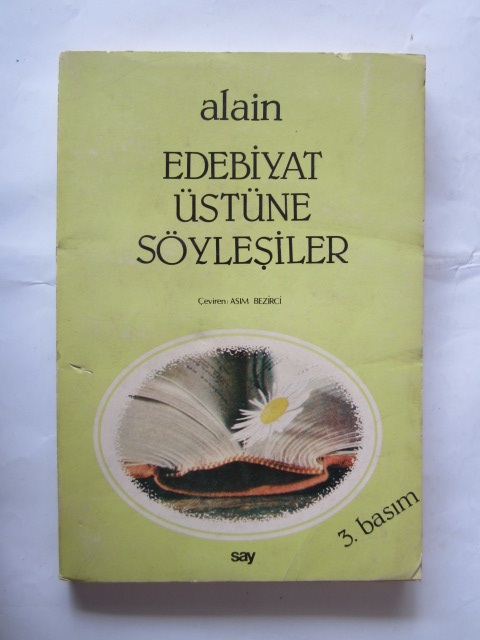 alain
EDEBİYAT
ÜSTÜNE
SÖYLEŞİLER
Çeviren: ASIM BEZİRCİ
3. basım
say